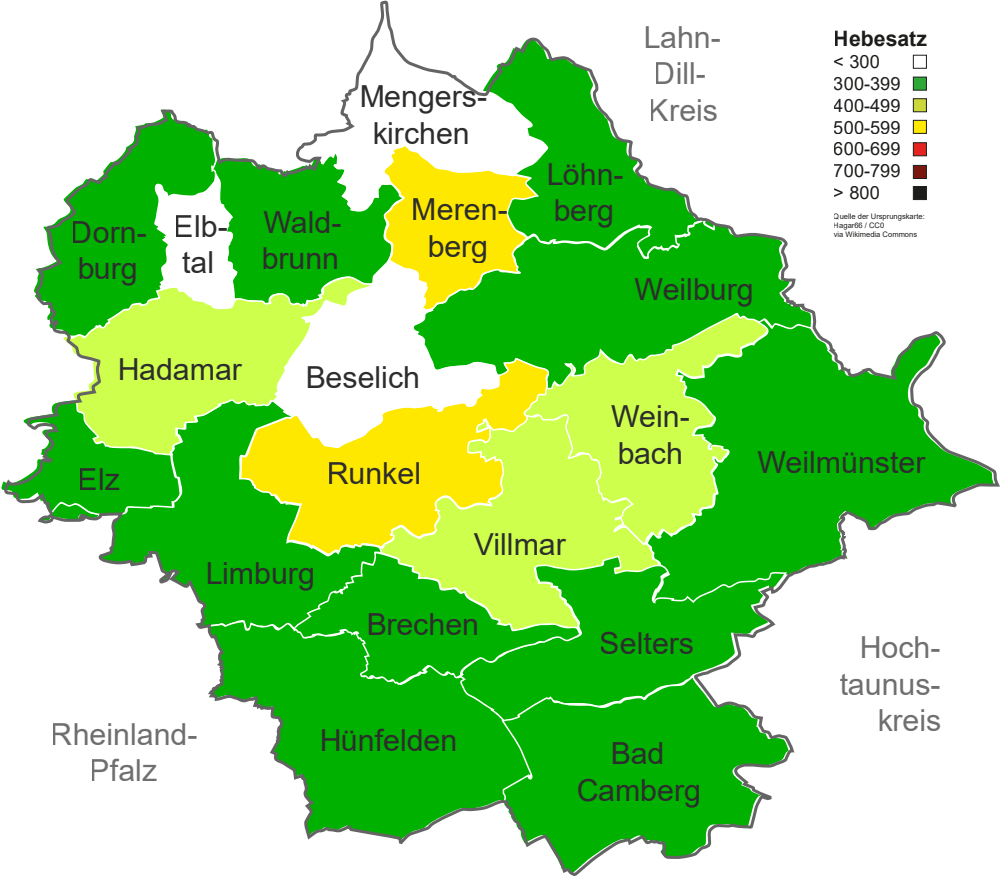 Lahn-
Dill-
Kreis
Hebesatz
< 300
300-399
400-499
500-599
600-699
700-799
> 800
Quelle der Ursprungskarte:
Hagar66 / CC0
via Wikimedia Commons
Mengers-
kirchen
Löhn-
berg
Meren-
berg
Wald-
brunn
Elb-
tal
Dorn-
burg
Weilburg
Hadamar
Beselich
Wein-
bach
Weilmünster
Runkel
Elz
Villmar
Limburg
Brechen
Selters
Hoch-
taunus-
kreis
Rheinland-
Pfalz
Hünfelden
Bad
Camberg